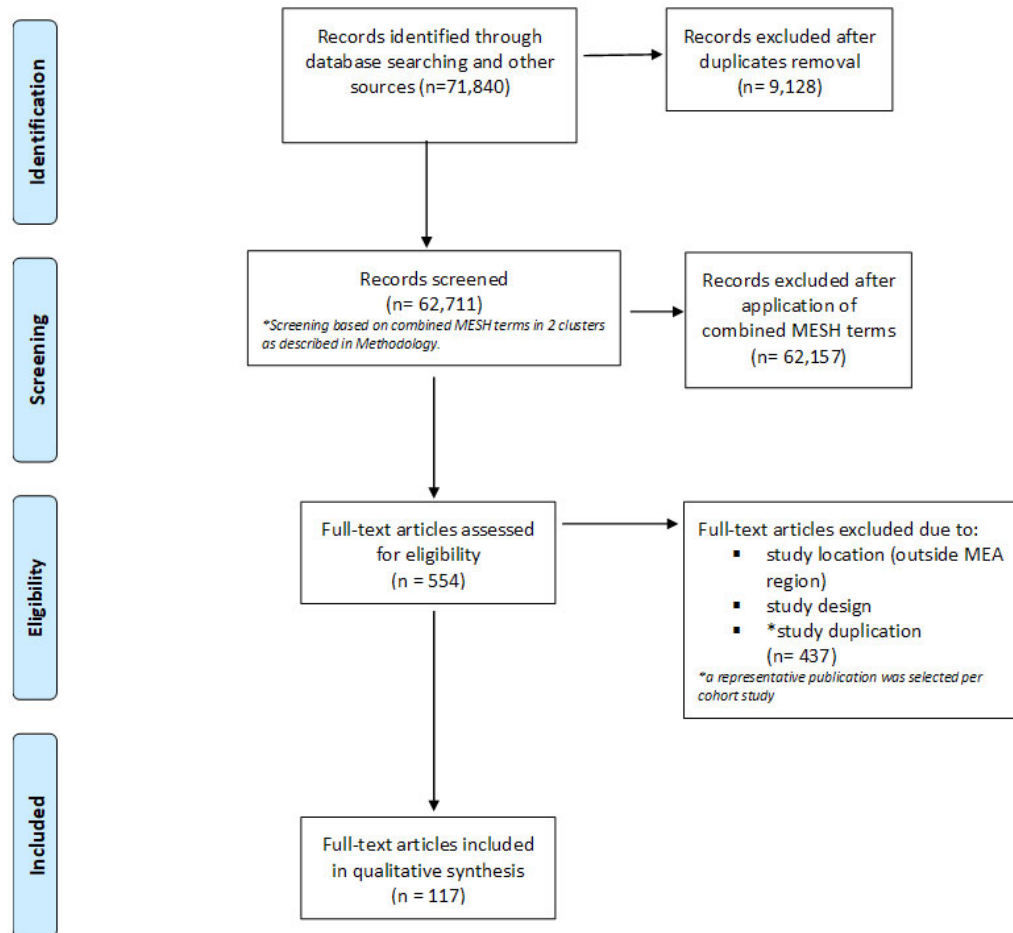 Identification
Records identified through
database searching and other
sources (n=71,840)
Records excluded after
duplicates removal
(n= 9,128)
Screening
Records screened
(n= 62,711)
*Screening based on combined MESH terms in 2 clusters
as described in Methodology.
Records excluded after
application of
combined MESH terms
(n= 62,157)
Eligibility
Full-text articles assessed
for eligibility
(n = 554)
Full-text articles excluded due to:
▪ study location (outside MEA
region)
▪ study design
▪ *study duplication
(n= 437)
*a representative publication was selected per
cohort study
Included
Full-text articles included
in qualitative synthesis
(n = 117)